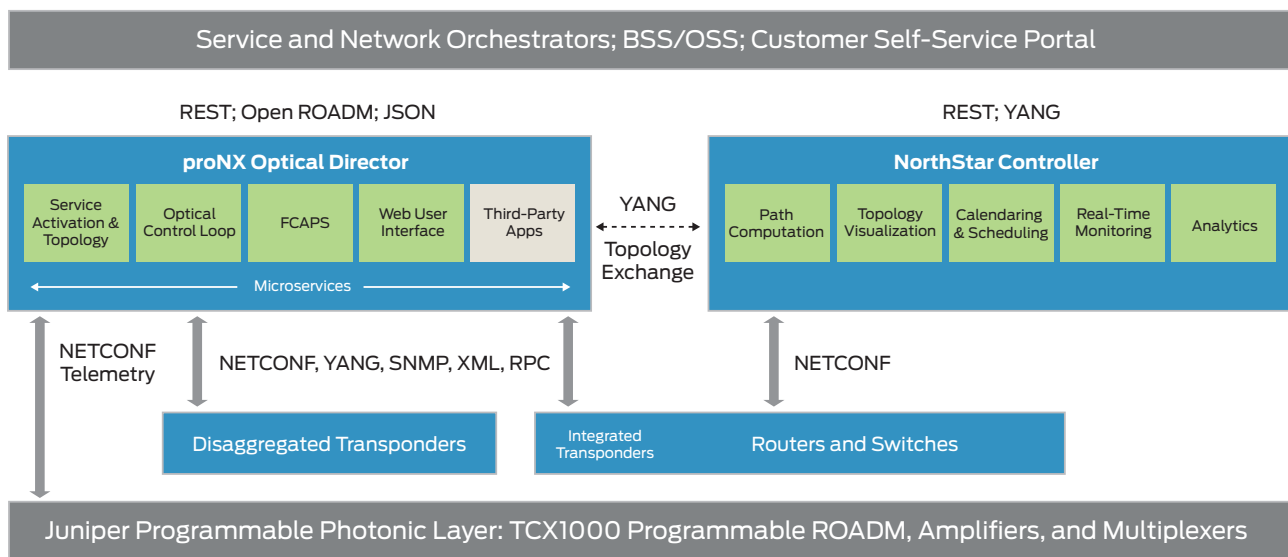 Service and Network Orchestrators; BSS/OSS; Customer Self-Service Portal
REST; Open ROADM; JSON
REST; YANG
proNX Optical Director
Service
Activation &
Topology
Optical
Control Loop
FCAPS
Web User
Interface
Third-Party
Apps
Microservices
YANG
Topology
Exchange
NorthStar Controller
Path
Computation
Topology
Visualization
Calendaring
& Scheduling
Real-Time
Monitoring
Analytics
NETCONF
Telemetry
NETCONF, YANG, SNMP, XML, RPC
NETCONF
Disaggregated Transponders
Integrated
Transponders
Routers and Switches
Juniper Programmable Photonic Layer: TCX1000 Programmable ROADM, Amplifiers, and Multiplexers